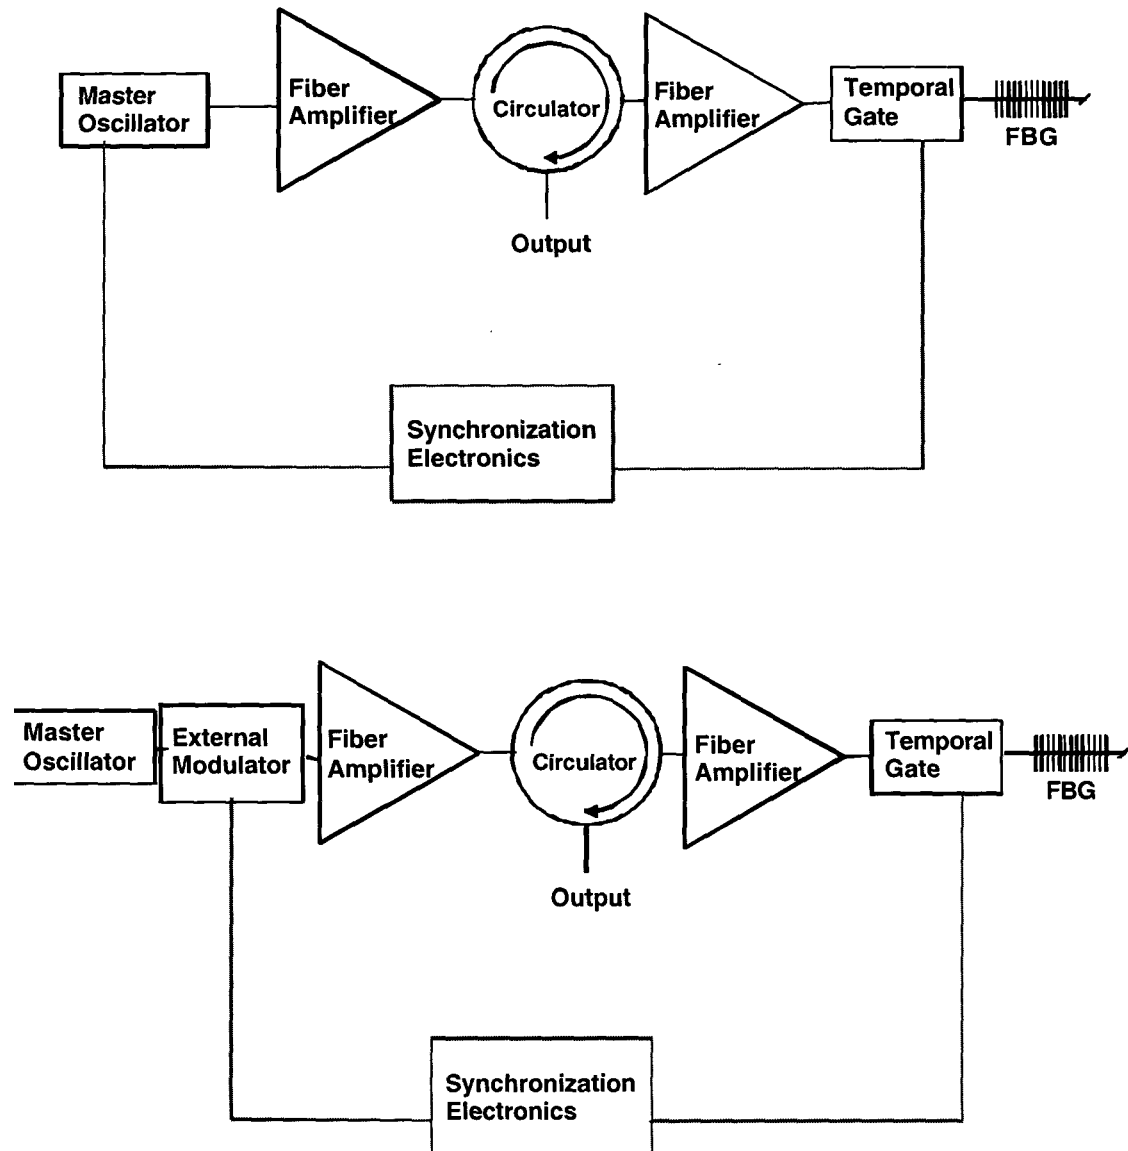 Master
Oscillator
Fiber
Amplifier
Circulator
Fiber
Amplifier
Temporal
Gate
FBG
Output
Synchronization
Electronics
Master
Oscillator
External
Modulator
Fiber
Amplifier
Circulator
Fiber
Amplifier
Temporal
Gate
FBG
Output
Synchronization
Electronics